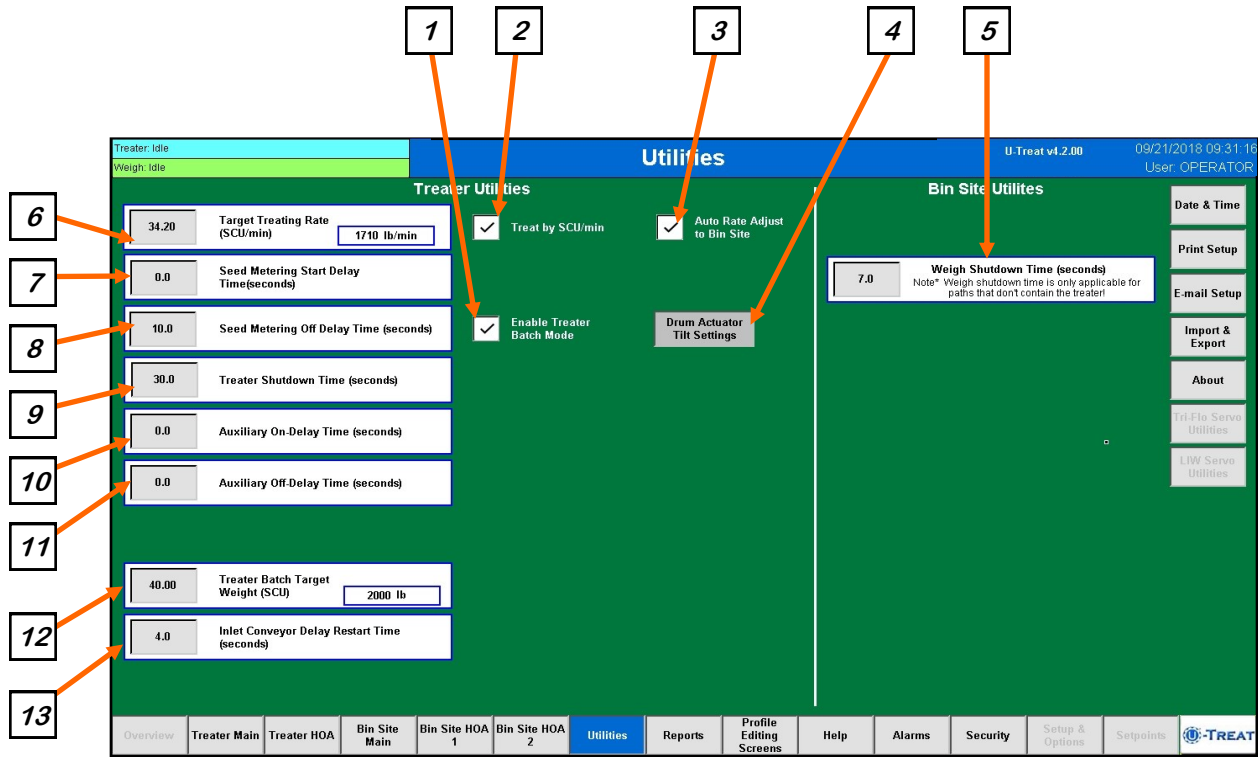 1
2
3
4
5
Treater: Idle
Weigh: Idle
Utilities
U-Treat v4.2.00
09/21/2018 09:31:16
User: OPERATOR
Treater Utilities
Bin Site Utilites
6
34.20
Target Treating Rate
(SCU/min)
1710 lb/min
Treat by SCU/min
Auto Rate Adjust
to Bin Site
7
0.0
Seed Metering Start Delay
Time(seconds)
7.0
Weigh Shutdown Time (seconds)
Note* Weigh shutdown time is only applicable for
paths that don't contain the treater!
8
10.0
Seed Metering Off Delay Time (seconds)
Enable Treater
Batch Mode
Drum Actuator
Tilt Settings
9
30.0
Treater Shutdown Time (seconds)
10
0.0
Auxiliary On-Delay Time (seconds)
11
0.0
Auxiliary Off-Delay Time (seconds)
12
40.00
Treater Batch Target
Weight (SCU)
2000 lb
13
4.0
Inlet Conveyor Delay Restart Time
(seconds)
Date & Time
Print Setup
E-mail Setup
Import &
Export
About
Tri-Flo Servo
Utilities
LIW Servo
Utilities
Overview
Treater Main
Treater HOA
Bin Site
Main
Bin Site HOA
1
Bin Site HOA
2
Utilities
Reports
Profile
Editing
Screens
Help
Alarms
Security
Setup &
Options
Setpoints
U-TREAT